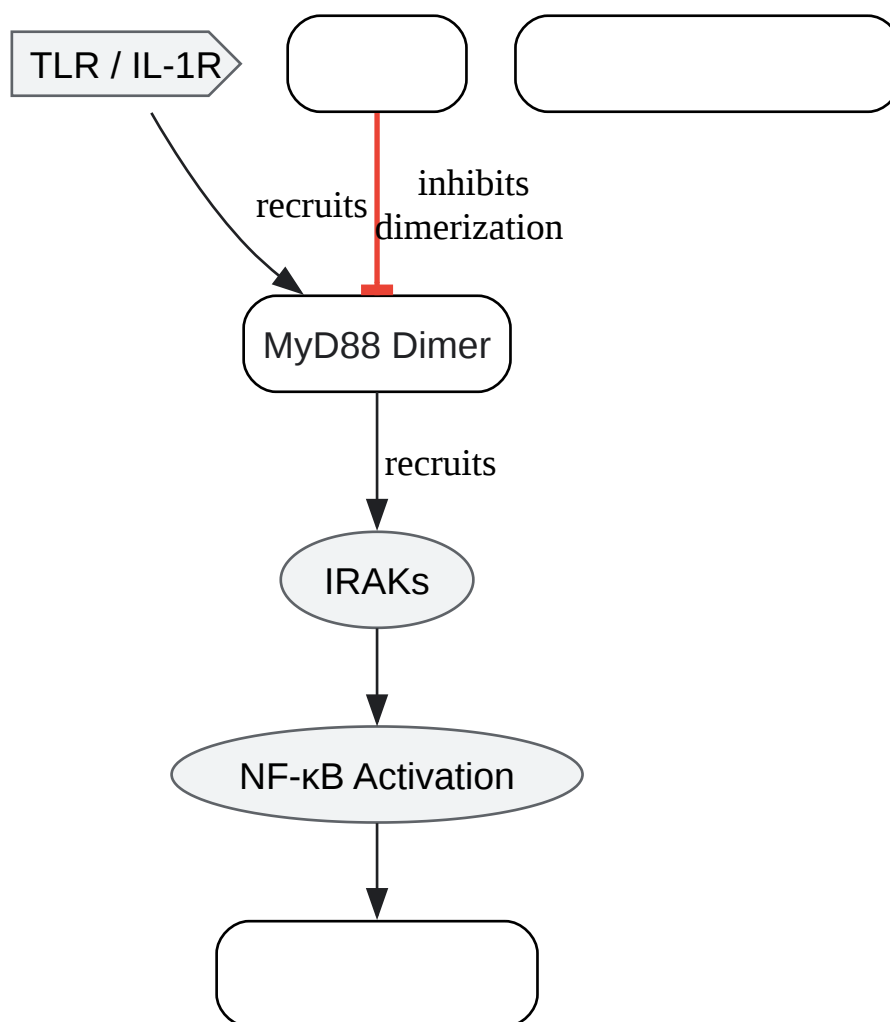 TLR / IL-1R
recruits
inhibits
dimerization
MyD88 Dimer
recruits
IRAKs
NF-κB Activation